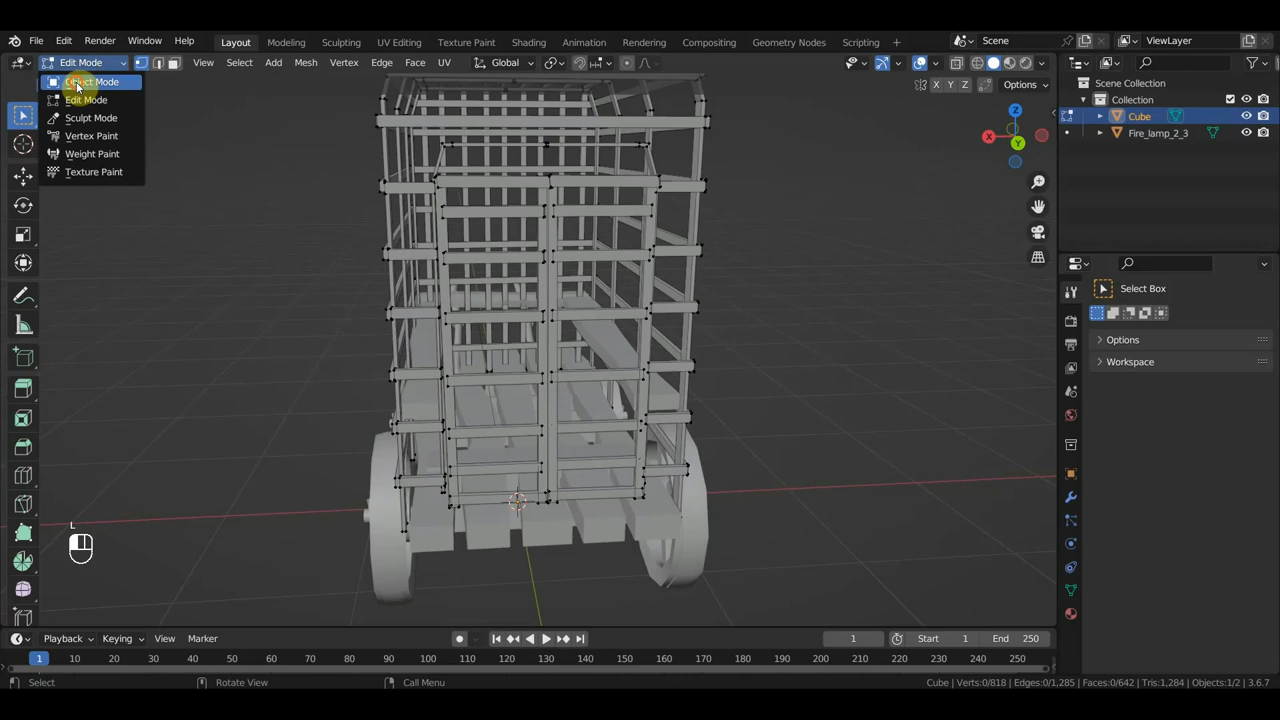 File Edit Render Window Help Layout Modeling Sculpting UV Editing Texture Paint Shading Animation Rendering Compositing Geometry Nodes Scripting Scene ViewLayer
Edit Mode View Select Add Mesh Vertex Edge Face UV Global
Object Mode
Edit Mode
Sculpt Mode
Vertex Paint
Weight Paint
Texture Paint
X Y Z Options
Z
X
Y
Scene Collection
Collection
Cube
Fire_lamp_2_3
Select Box
Options
Workspace
L
Playback Keying View Marker 1 Start 1 End 250
1 10 20 30 40 50 60 70 80 90 100 110 120 130 140 150 160 170 180 190 200 210 220 230 240 250
Select Rotate View Call Menu Cube | Verts:0/818 | Edges:0/1,285 | Faces:0/642 | Tris:1,284 | Objects:1/2 | 3.6.7